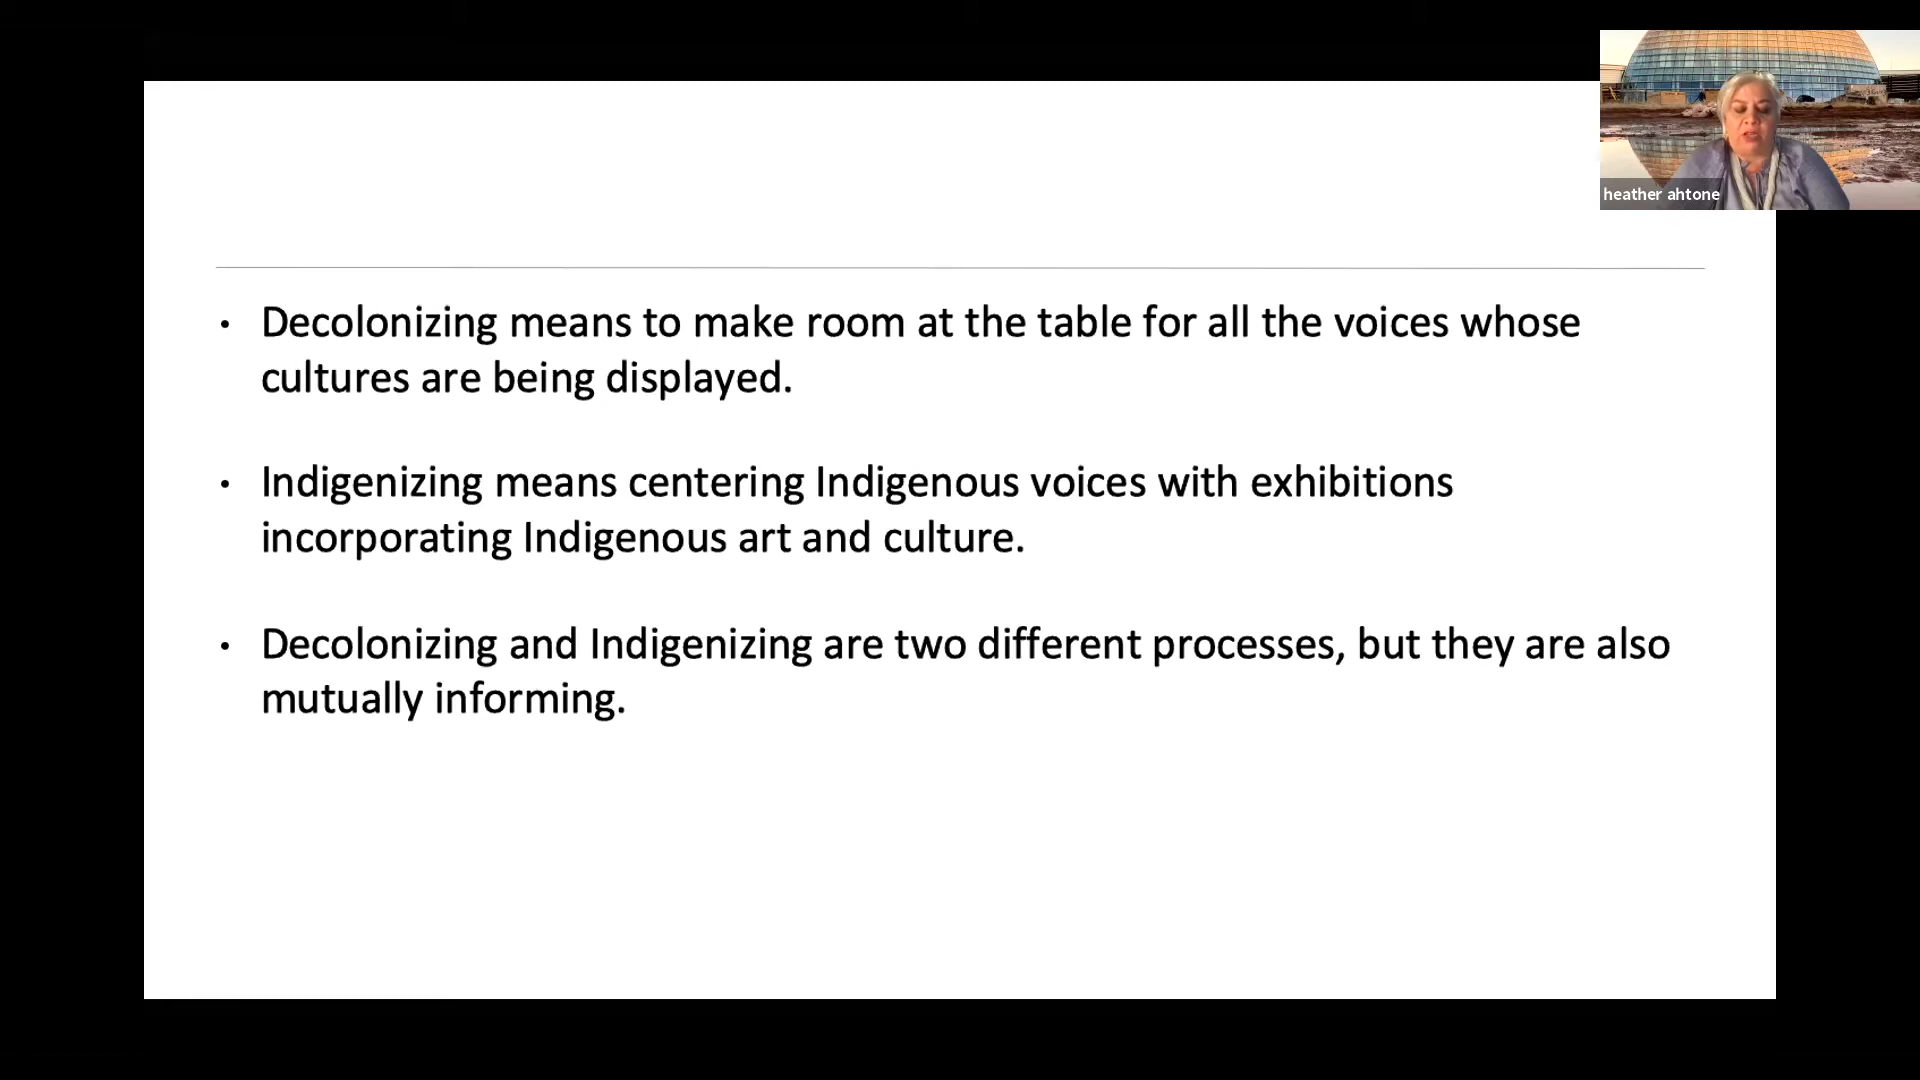 heather ahtone
• Decolonizing means to make room at the table for all the voices whose
cultures are being displayed.
• Indigenizing means centering Indigenous voices with exhibitions
incorporating Indigenous art and culture.
• Decolonizing and Indigenizing are two different processes, but they are also
mutually informing.